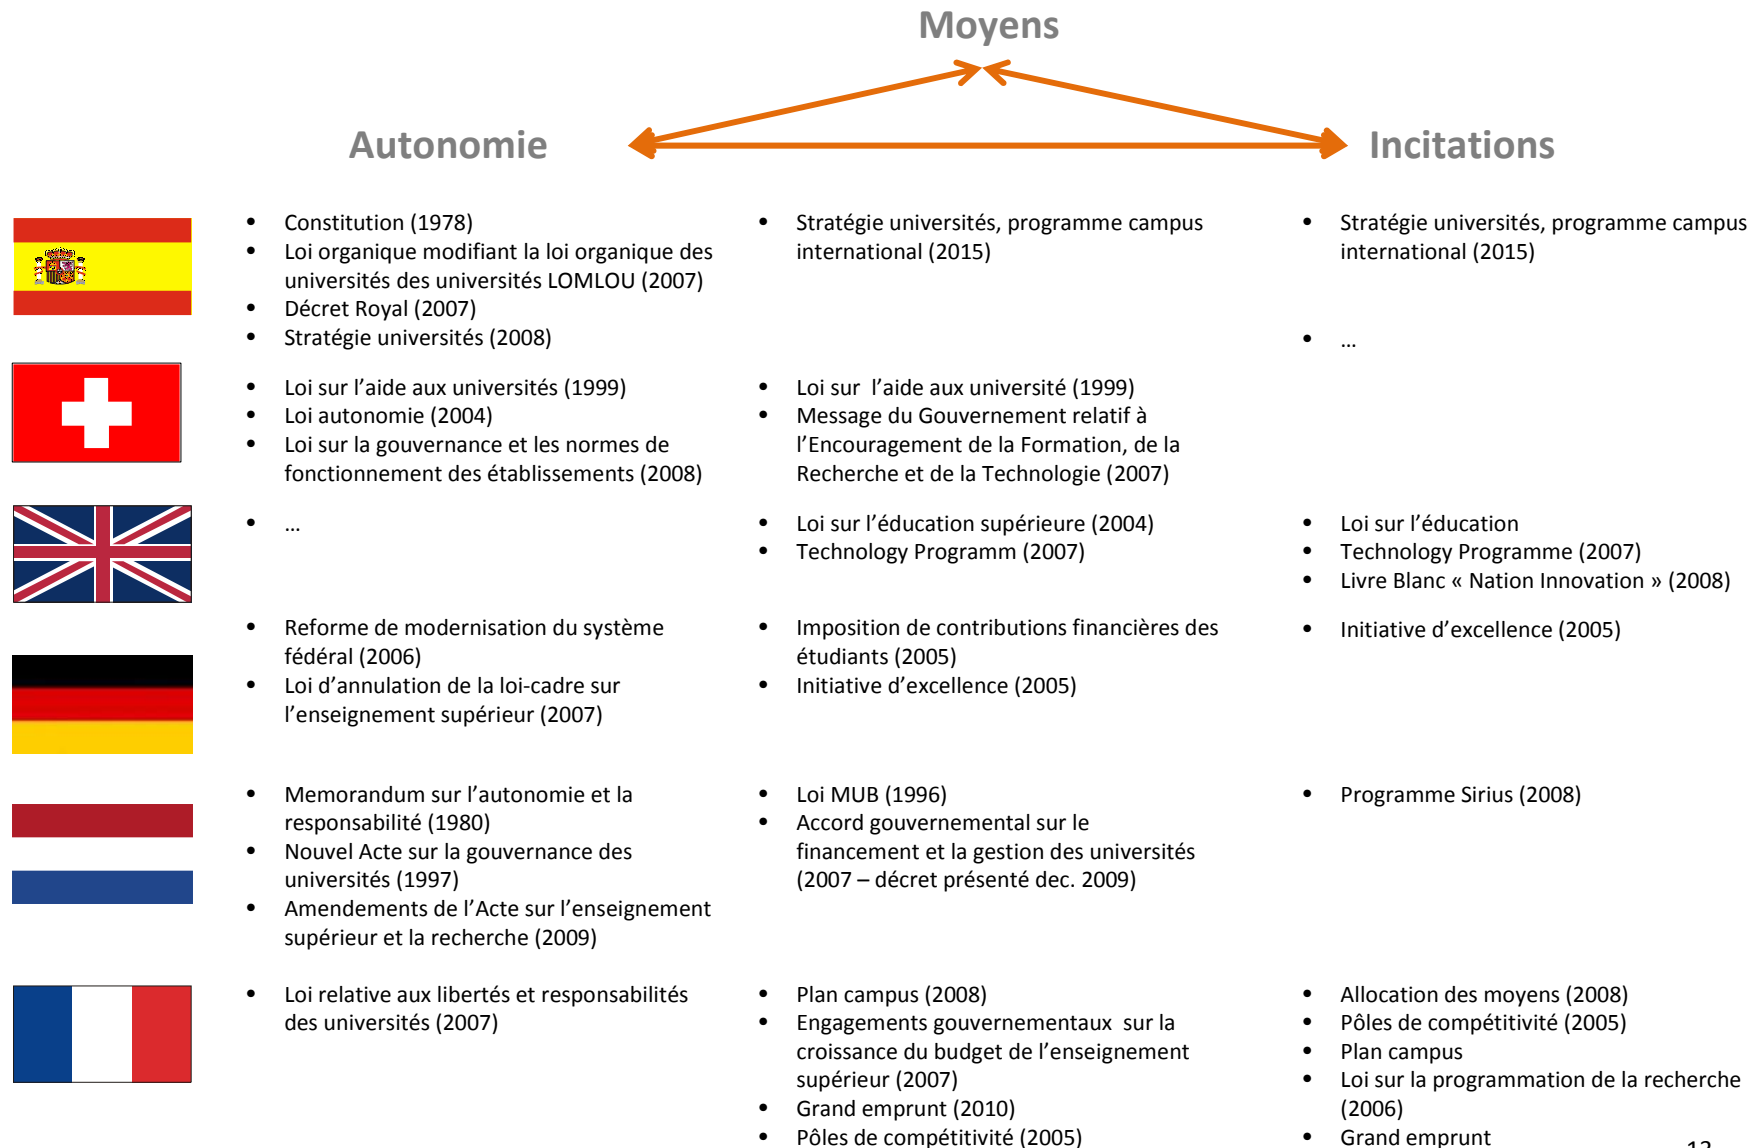 Moyens
Autonomie
Incitations
• Constitution (1978)
• Loi organique modifiant la loi organique des
universités des universités LOMLOU (2007)
• Décret Royal (2007)
• Stratégie universités (2008)
• Stratégie universités, programme campus
international (2015)
• Stratégie universités, programme campus
international (2015)
• ...
• Loi sur l’aide aux universités (1999)
• Loi autonomie (2004)
• Loi sur la gouvernance et les normes de
fonctionnement des établissements (2008)
• Loi sur l’aide aux université (1999)
• Message du Gouvernement relatif à
l’Encouragement de la Formation, de la
Recherche et de la Technologie (2007)
• ...
• Loi sur l’éducation supérieure (2004)
• Technology Programm (2007)
• Loi sur l’éducation
• Technology Programme (2007)
• Livre Blanc « Nation Innovation » (2008)
• Reforme de modernisation du système
fédéral (2006)
• Loi d’annulation de la loi-cadre sur
l’enseignement supérieur (2007)
• Imposition de contributions financières des
étudiants (2005)
• Initiative d’excellence (2005)
• Initiative d’excellence (2005)
• Memorandum sur l’autonomie et la
responsabilité (1980)
• Nouvel Acte sur la gouvernance des
universités (1997)
• Amendements de l’Acte sur l’enseignement
supérieur et la recherche (2009)
• Loi MUB (1996)
• Accord gouvernemental sur le
financement et la gestion des universités
(2007 – décret présenté dec. 2009)
• Programme Sirius (2008)
• Loi relative aux libertés et responsabilités
des universités (2007)
• Plan campus (2008)
• Engagements gouvernementaux sur la
croissance du budget de l’enseignement
supérieur (2007)
• Grand emprunt (2010)
• Pôles de compétitivité (2005)
• Allocation des moyens (2008)
• Pôles de compétitivité (2005)
• Plan campus
• Loi sur la programmation de la recherche
(2006)
• Grand emprunt